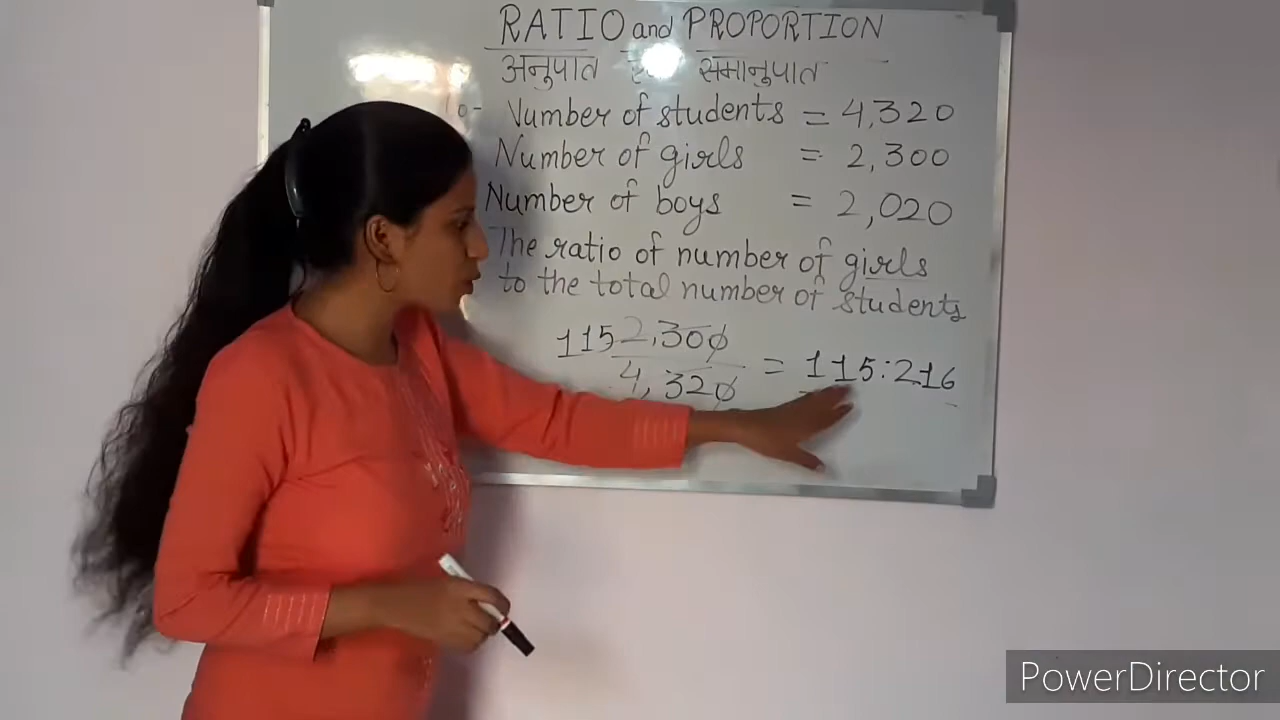 RATIO and PROPORTION
अनुपात समानुपात
Number of students = 4,320
Number of girls = 2,300
Number of boys = 2,020
The ratio of number of girls
to the total number of students
115 2,300
4,320
= 115:216
PowerDirector